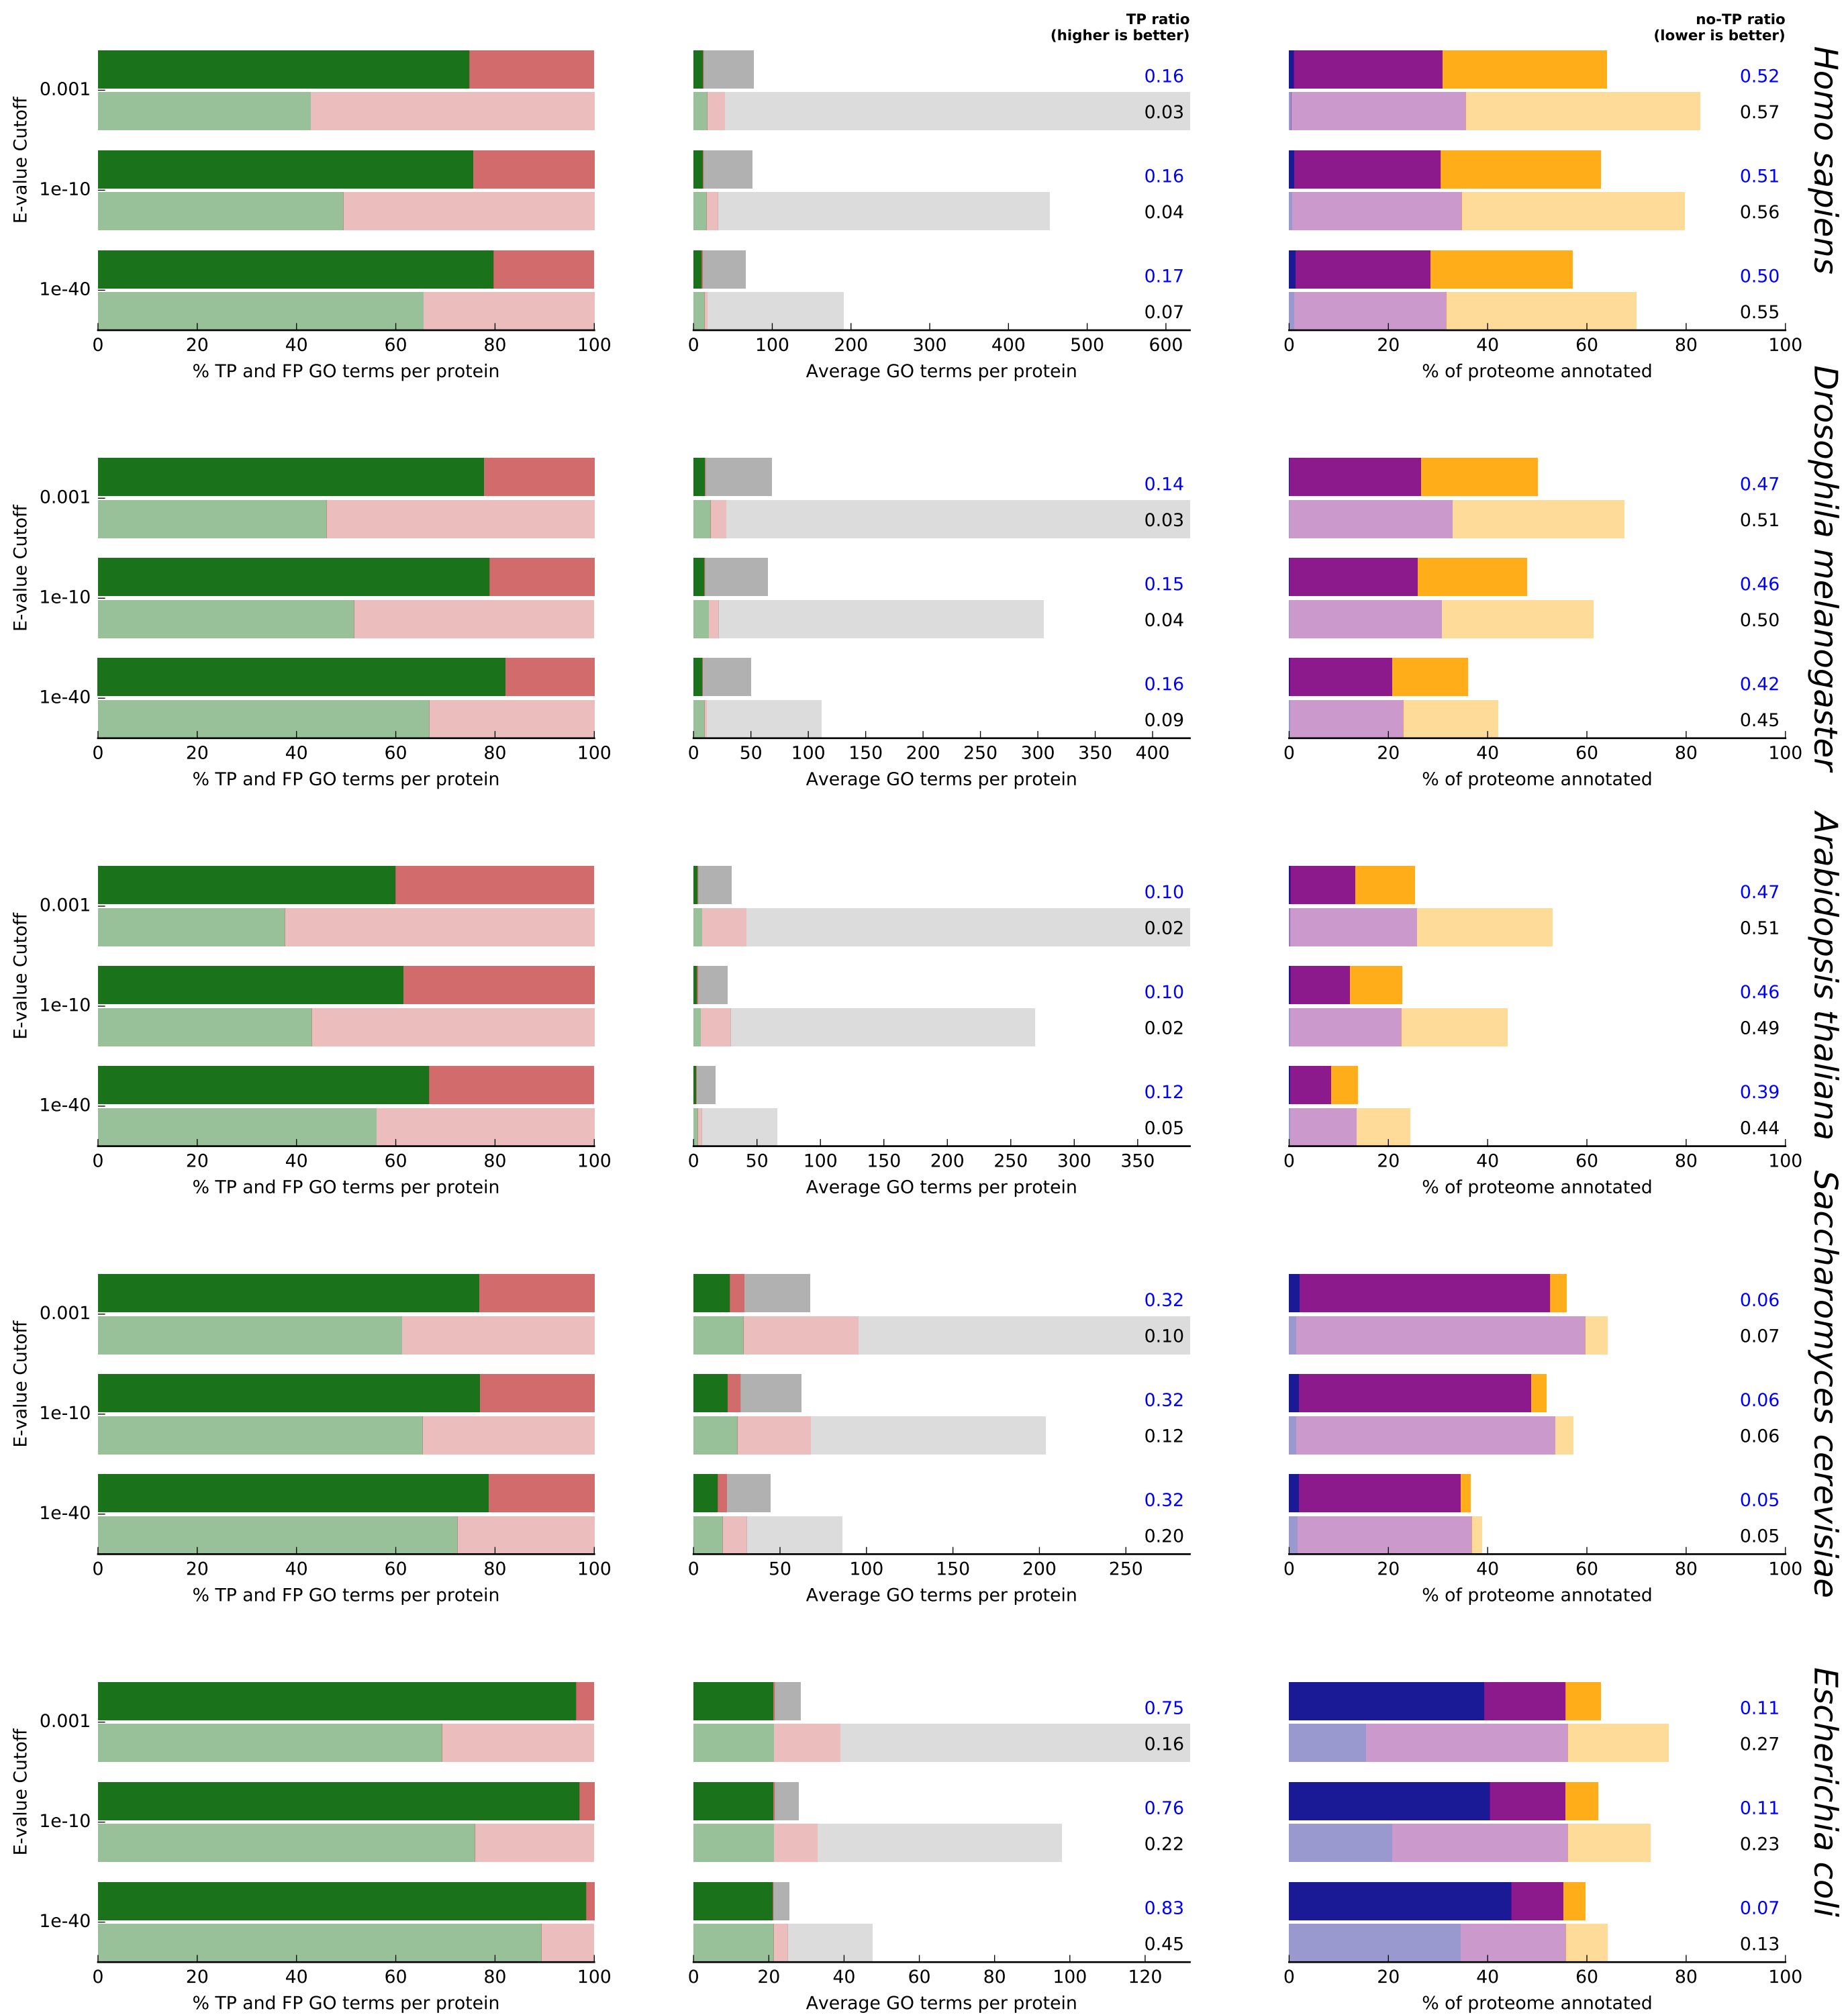 TP ratio
(higher is better)
no-TP ratio
(lower is better)
Homo sapiens
E-value Cutoff
0.001
1e-10
1e-40
0 20 40 60 80 100
% TP and FP GO terms per protein
0.16
0.03
0.16
0.04
0.17
0.07
0 100 200 300 400 500 600
Average GO terms per protein
0.52
0.57
0.51
0.56
0.50
0.55
0 20 40 60 80 100
% of proteome annotated
Drosophila melanogaster
E-value Cutoff
0.001
1e-10
1e-40
0 20 40 60 80 100
% TP and FP GO terms per protein
0.14
0.03
0.15
0.04
0.16
0.09
0 50 100 150 200 250 300 350 400
Average GO terms per protein
0.47
0.51
0.46
0.50
0.42
0.45
0 20 40 60 80 100
% of proteome annotated
Arabidopsis thaliana
E-value Cutoff
0.001
1e-10
1e-40
0 20 40 60 80 100
% TP and FP GO terms per protein
0.10
0.02
0.10
0.02
0.12
0.05
0 50 100 150 200 250 300 350
Average GO terms per protein
0.47
0.51
0.46
0.49
0.39
0.44
0 20 40 60 80 100
% of proteome annotated
Saccharomyces cerevisiae
E-value Cutoff
0.001
1e-10
1e-40
0 20 40 60 80 100
% TP and FP GO terms per protein
0.32
0.10
0.32
0.12
0.32
0.20
0 50 100 150 200 250
Average GO terms per protein
0.06
0.07
0.06
0.06
0.05
0.05
0 20 40 60 80 100
% of proteome annotated
Escherichia coli
E-value Cutoff
0.001
1e-10
1e-40
0 20 40 60 80 100
% TP and FP GO terms per protein
0.75
0.16
0.76
0.22
0.83
0.45
0 20 40 60 80 100 120
Average GO terms per protein
0.11
0.27
0.11
0.23
0.07
0.13
0 20 40 60 80 100
% of proteome annotated